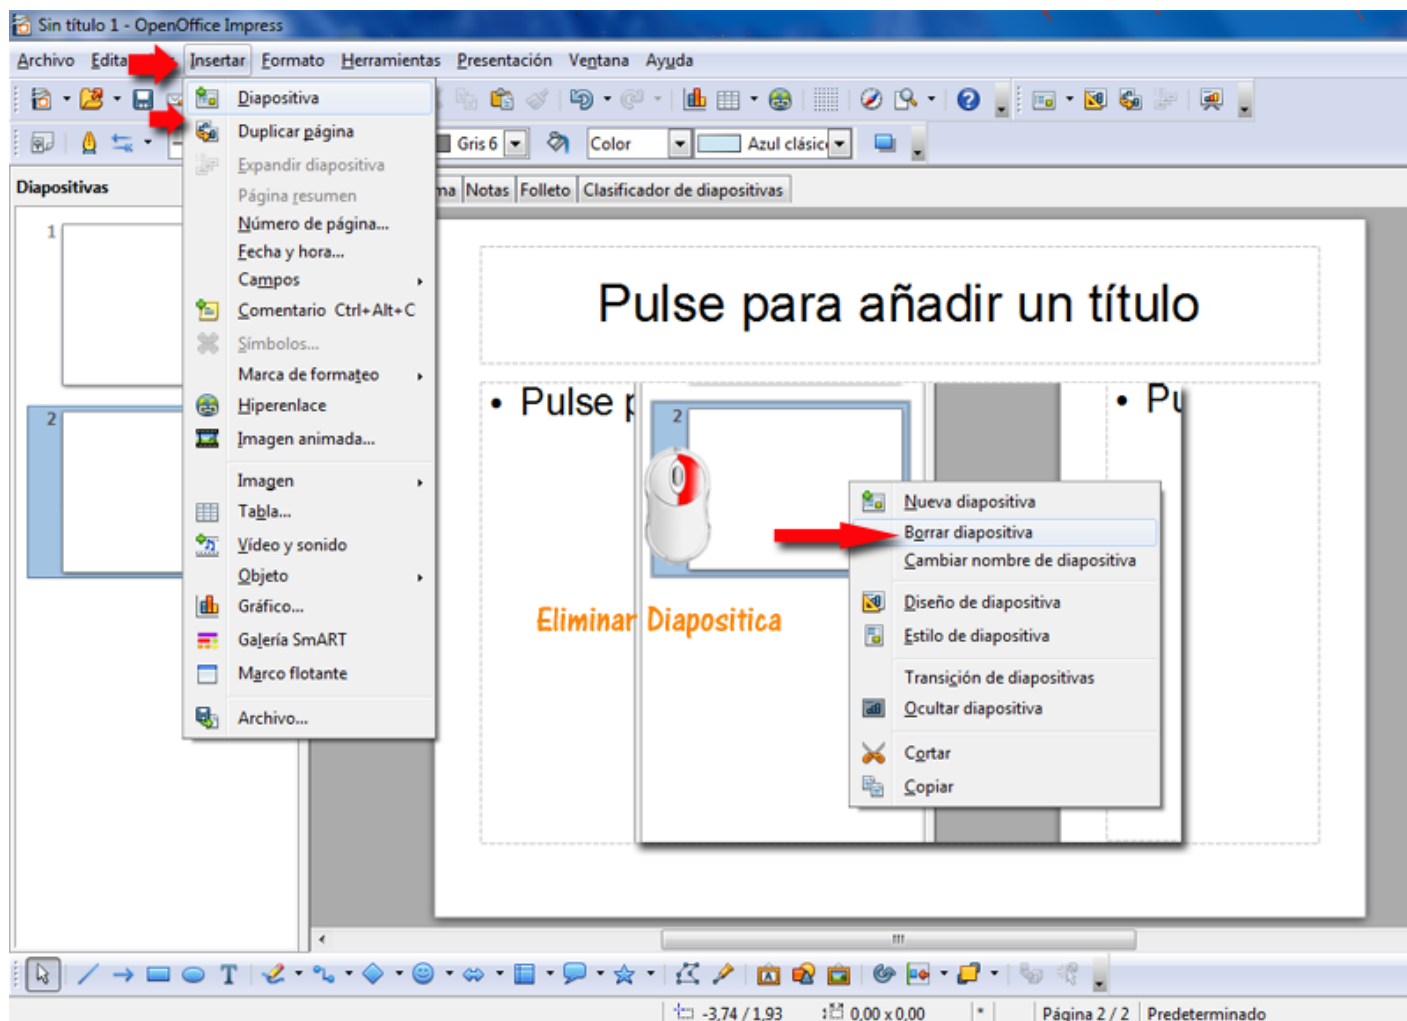 Sin título 1 - OpenOffice Impress
Archivo Insertar Formato Herramientas Presentación Ventana Ayuda
Gris 6 Color Azul clásic
Diapositivas
Notas Folleto Clasificador de diapositivas
Diapositiva
Duplicar página
Expandir diapositiva
Página resumen
Número de página...
Fecha y hora...
Campos
Comentario Ctrl+Alt+C
Símbolos...
Marca de formateo
Hiperenlace
Imagen animada...
Imagen
Tabla...
Vídeo y sonido
Objeto
Gráfico...
Galería SmART
Marco flotante
Archivo...
1
2
Pulse para añadir un título
• Pulse
• Pu
2
Eliminar Diapositica
Nueva diapositiva
Borrar diapositiva
Cambiar nombre de diapositiva
Diseño de diapositiva
Estilo de diapositiva
Transición de diapositivas
Ocultar diapositiva
Cortar
Copiar
-3,74 / 1,93 0,00 x 0,00 * Página 2 / 2 Predeterminado